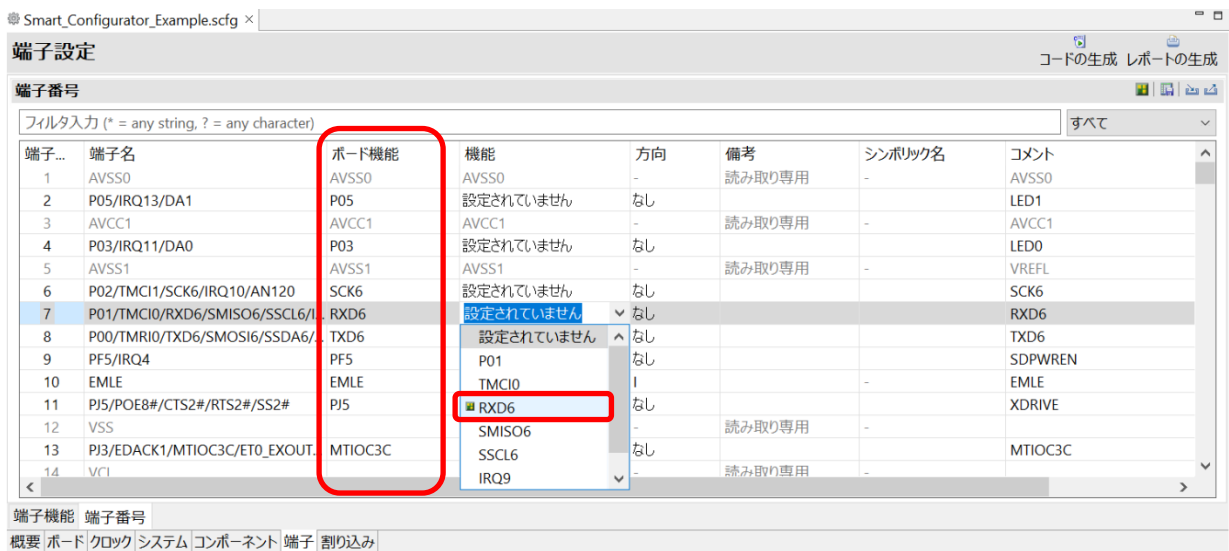 Smart_Configurator_Example.scfg ×
端子設定
コードの生成 レポートの生成
端子番号
フィルタ入力 (* = any string, ? = any character) すべて
端子... 端子名 ボード機能 機能 方向 備考 シンボリック名 コメント
1 AVSS0 AVSS0 AVSS0 - 読み取り専用 - AVSS0
2 P05/IRQ13/DA1 P05 設定されていません なし LED1
3 AVCC1 AVCC1 AVCC1 - 読み取り専用 - AVCC1
4 P03/IRQ11/DA0 P03 設定されていません なし LED0
5 AVSS1 AVSS1 AVSS1 - 読み取り専用 - VREFL
6 P02/TMCI1/SCK6/IRQ10/AN120 SCK6 設定されていません なし SCK6
7 P01/TMCI0/RXD6/SMISO6/SSCL6/I... RXD6 設定されていません なし RXD6
8 P00/TMRI0/TXD6/SMOSI6/SSDA6/... TXD6 設定されていません なし TXD6
9 PF5/IRQ4 PF5 P01 なし SDPWREN
10 EMLE EMLE TMCI0 I - EMLE
11 PJ5/POE8#/CTS2#/RTS2#/SS2# PJ5 RXD6 なし XDRIVE
12 VSS SMISO6 - 読み取り専用 - VSS
13 PJ3/EDACK1/MTIOC3C/ET0_EXOUT... MTIOC3C SSCL6 なし MTIOC3C
14 VCL IRQ9 - 読み取り専用 -
端子機能 端子番号
概要 ボード クロック システム コンポーネント 端子 割り込み